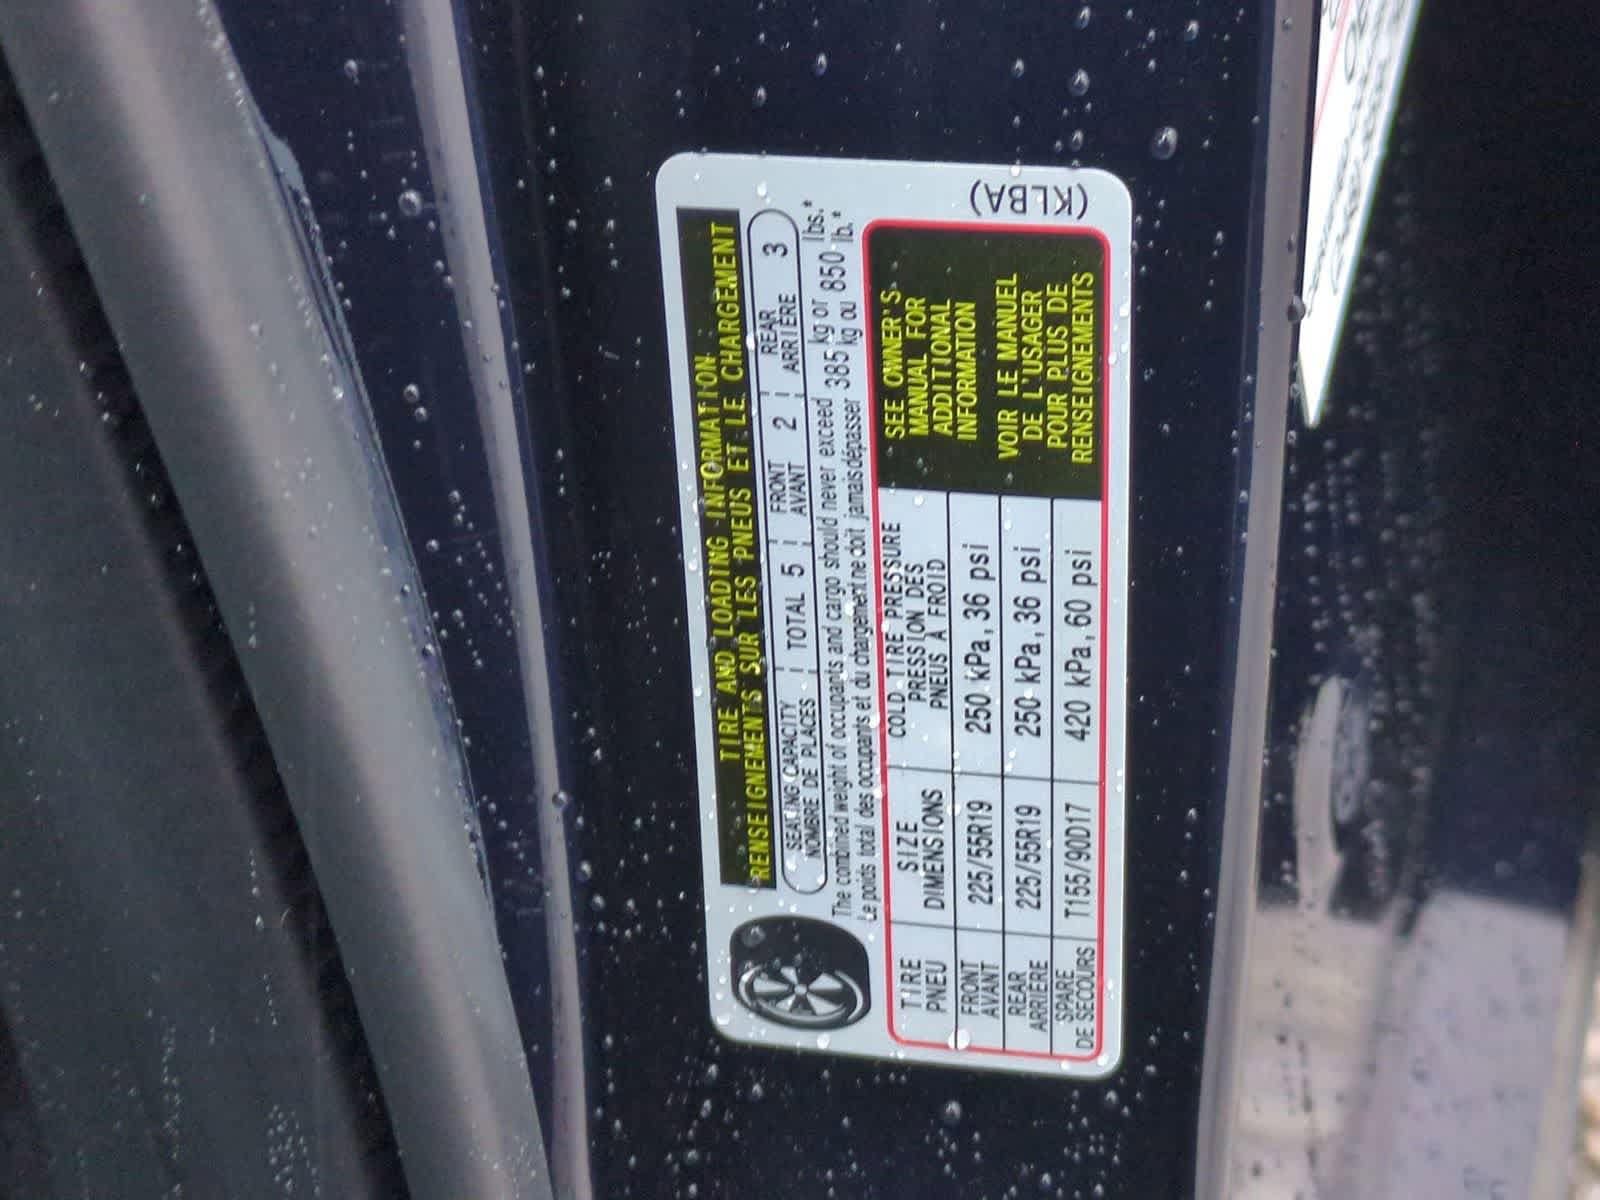 TIRE AND LOADING INFORMATION
RENSEIGNEMENTS SUR LES PNEUS ET LE CHARGEMENT
SEATING CAPACITY TOTAL 5 FRONT 2 REAR 3
NOMBRE DE PLACES AVANT ARRIÈRE
The combined weight of occupants and cargo should never exceed 385 kg or 850 lbs.*
Le poids total des occupants et du chargement ne doit jamais dépasser 385 kg ou 850 lb.*
TIRE SIZE COLD TIRE PRESSURE
PNEU DIMENSIONS PRESSION DES
PNEUS À FROID
FRONT 225/55R19 250 kPa, 36 psi
AVANT
REAR 225/55R19 250 kPa, 36 psi
ARRIÈRE
SPARE T155/90D17 420 kPa, 60 psi
DE SECOURS
SEE OWNER'S
MANUAL FOR
ADDITIONAL
INFORMATION
VOIR LE MANUEL
DE L'USAGER
POUR PLUS DE
RENSEIGNEMENTS
(KLBA)